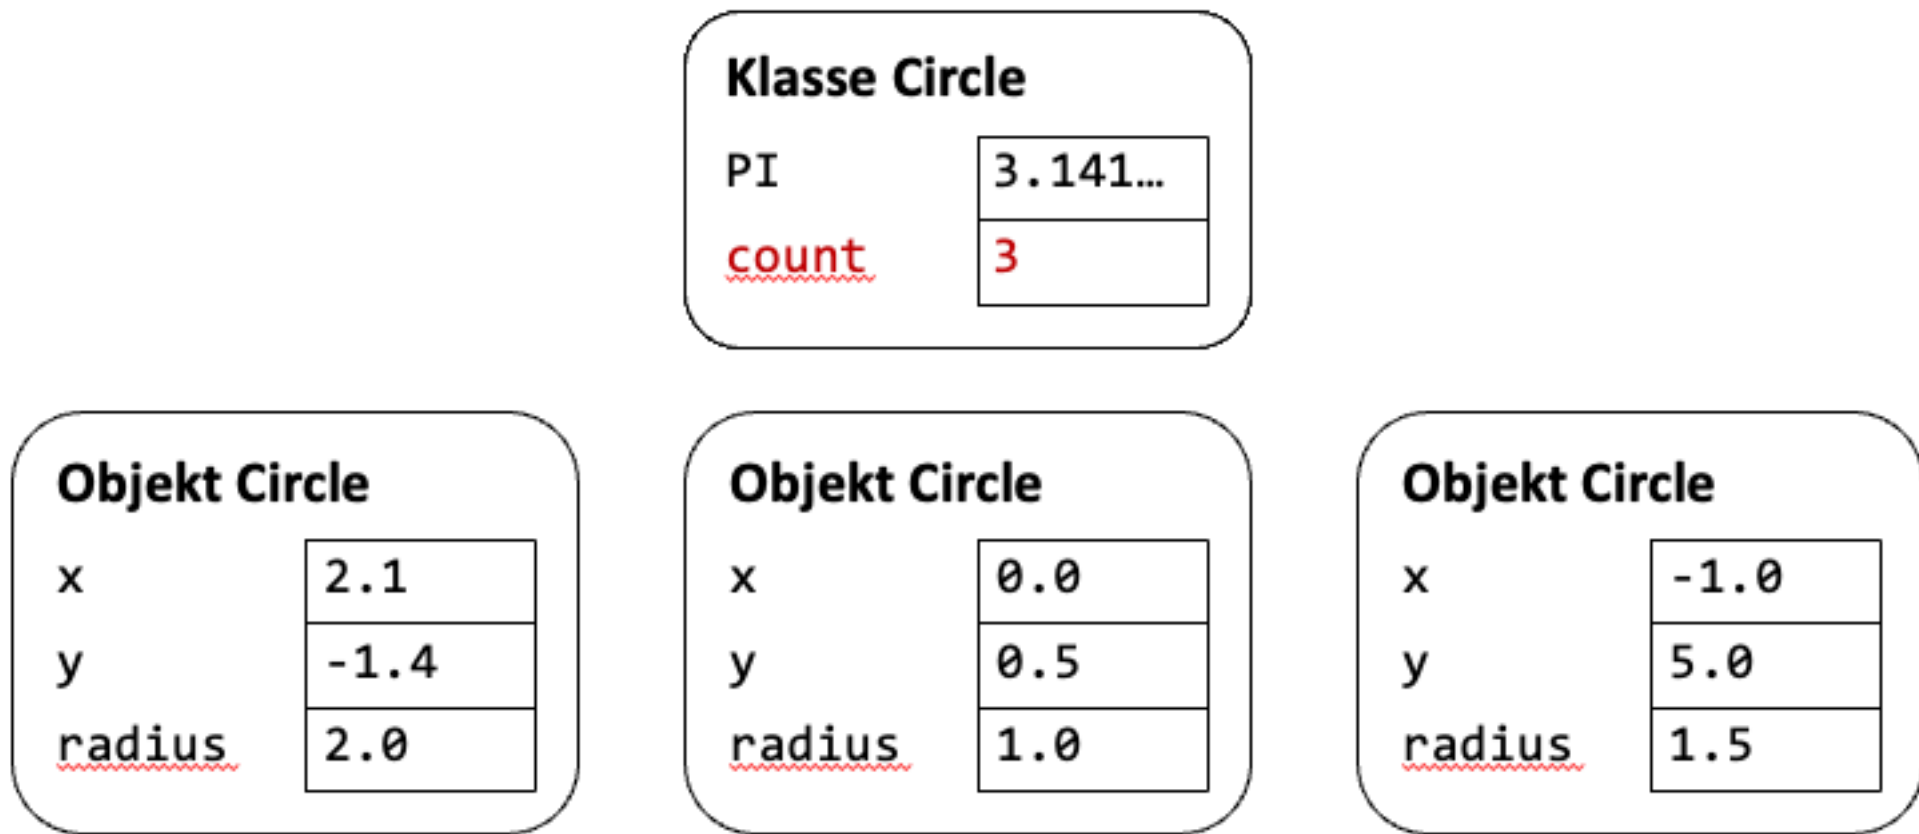 Klasse Circle
PI 3.141…
count 3
Objekt Circle
x 2.1
y -1.4
radius 2.0
Objekt Circle
x 0.0
y 0.5
radius 1.0
Objekt Circle
x -1.0
y 5.0
radius 1.5